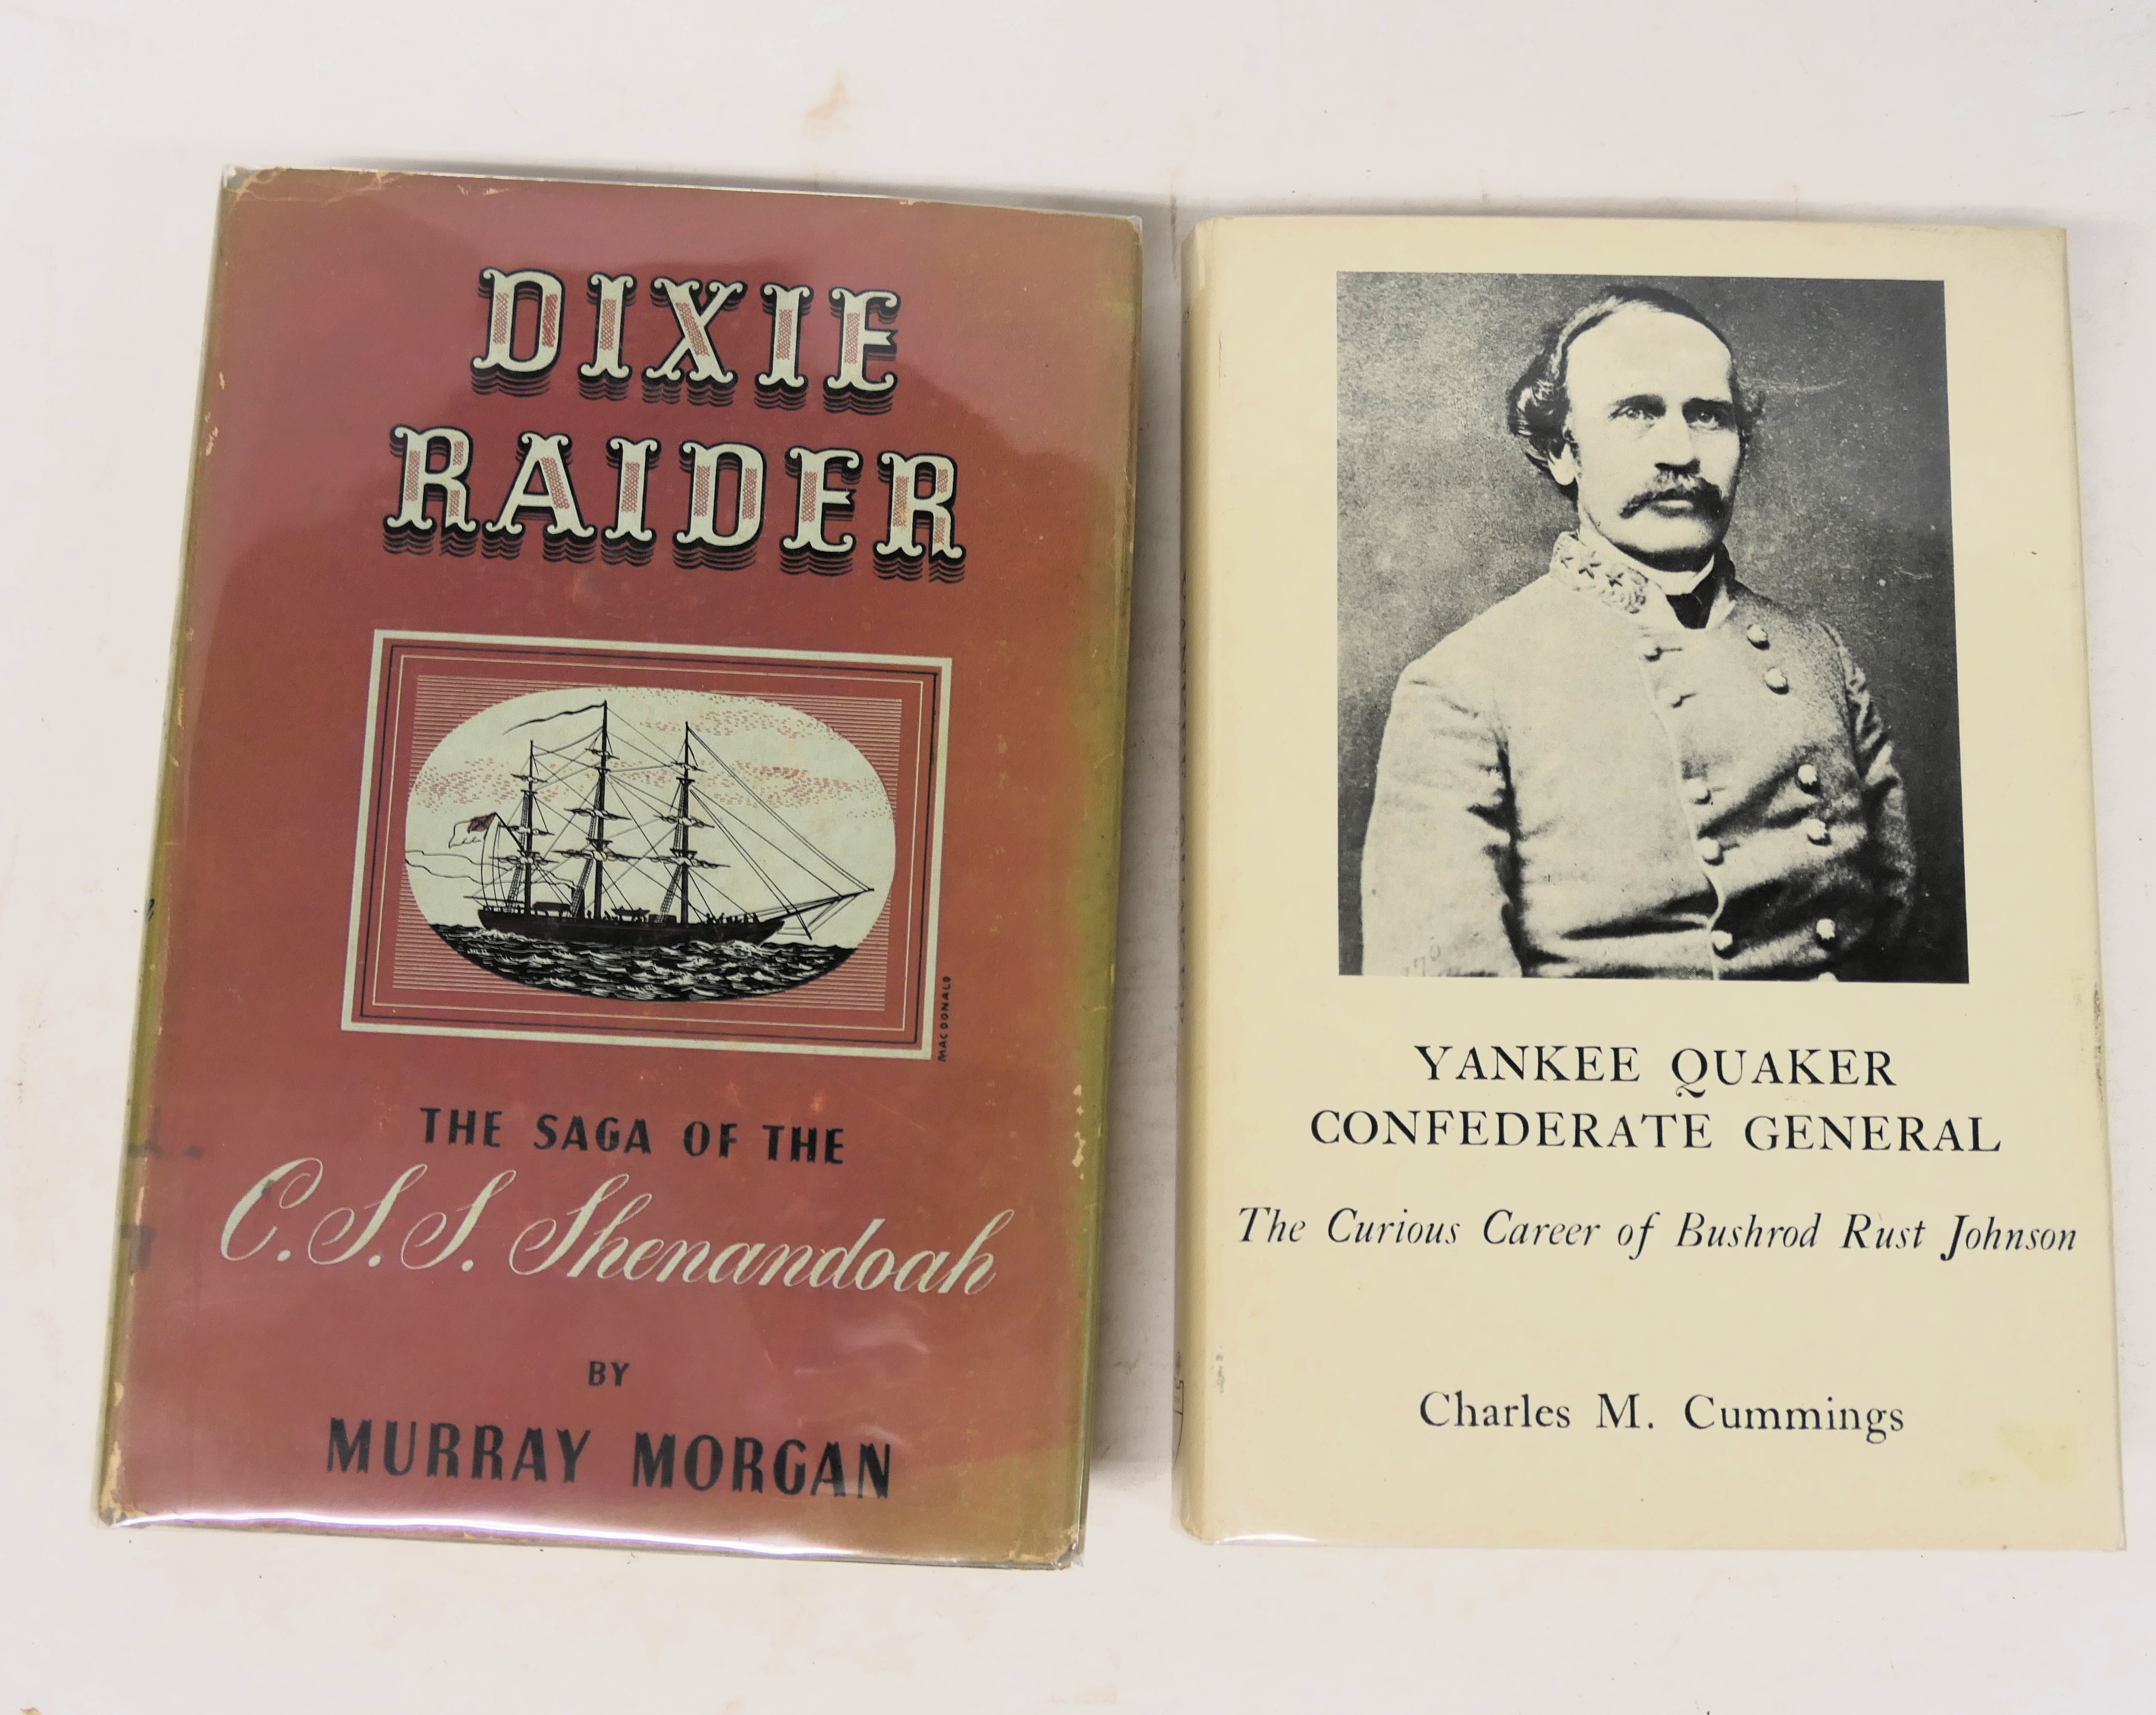 DIXIE
RAIDER
MACDONALD
THE SAGA OF THE
C.S.S. Shenandoah
BY
MURRAY MORGAN
YANKEE QUAKER
CONFEDERATE GENERAL
The Curious Career of Bushrod Rust Johnson
Charles M. Cummings